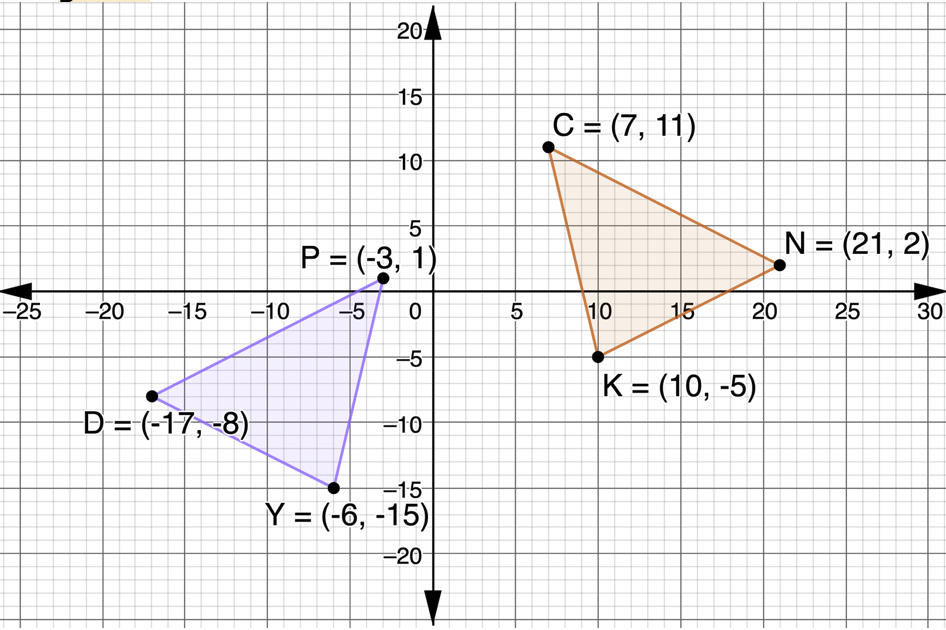 20
15
C = (7, 11)
10
5
N = (21, 2)
P = (-3, 1)
–25 –20 –15 –10 –5 0 5 10 15 20 25 30
–5
K = (10, -5)
D = (-17, -8)
–10
–15
Y = (-6, -15)
–20